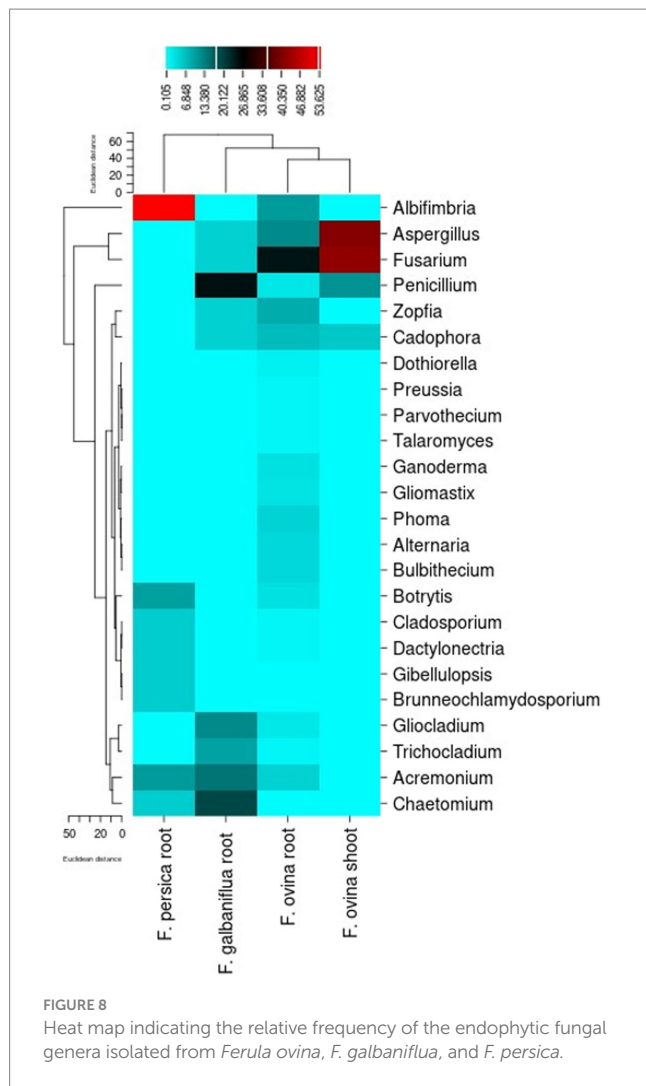 0.105
6.848
13.380
20.122
26.865
33.608
40.350
46.882
53.625
Euclidean distance
60
40
20
0
Albifimbria
Aspergillus
Fusarium
Penicillium
Zopfia
Cadophora
Dothiorella
Preussia
Parvothecium
Talaromyces
Ganoderma
Gliomastix
Phoma
Alternaria
Bulbithecium
Botrytis
Cladosporium
Dactylonectria
Gibellulopsis
Brunneochlamydosporium
Gliocladium
Trichocladium
Acremonium
Chaetomium
50 20 0
Euclidean distance
F. persica root
F. galbaniflua root
F. ovina root
F. ovina shoot
FIGURE 8
Heat map indicating the relative frequency of the endophytic fungal
genera isolated from Ferula ovina, F. galbaniflua, and F. persica.